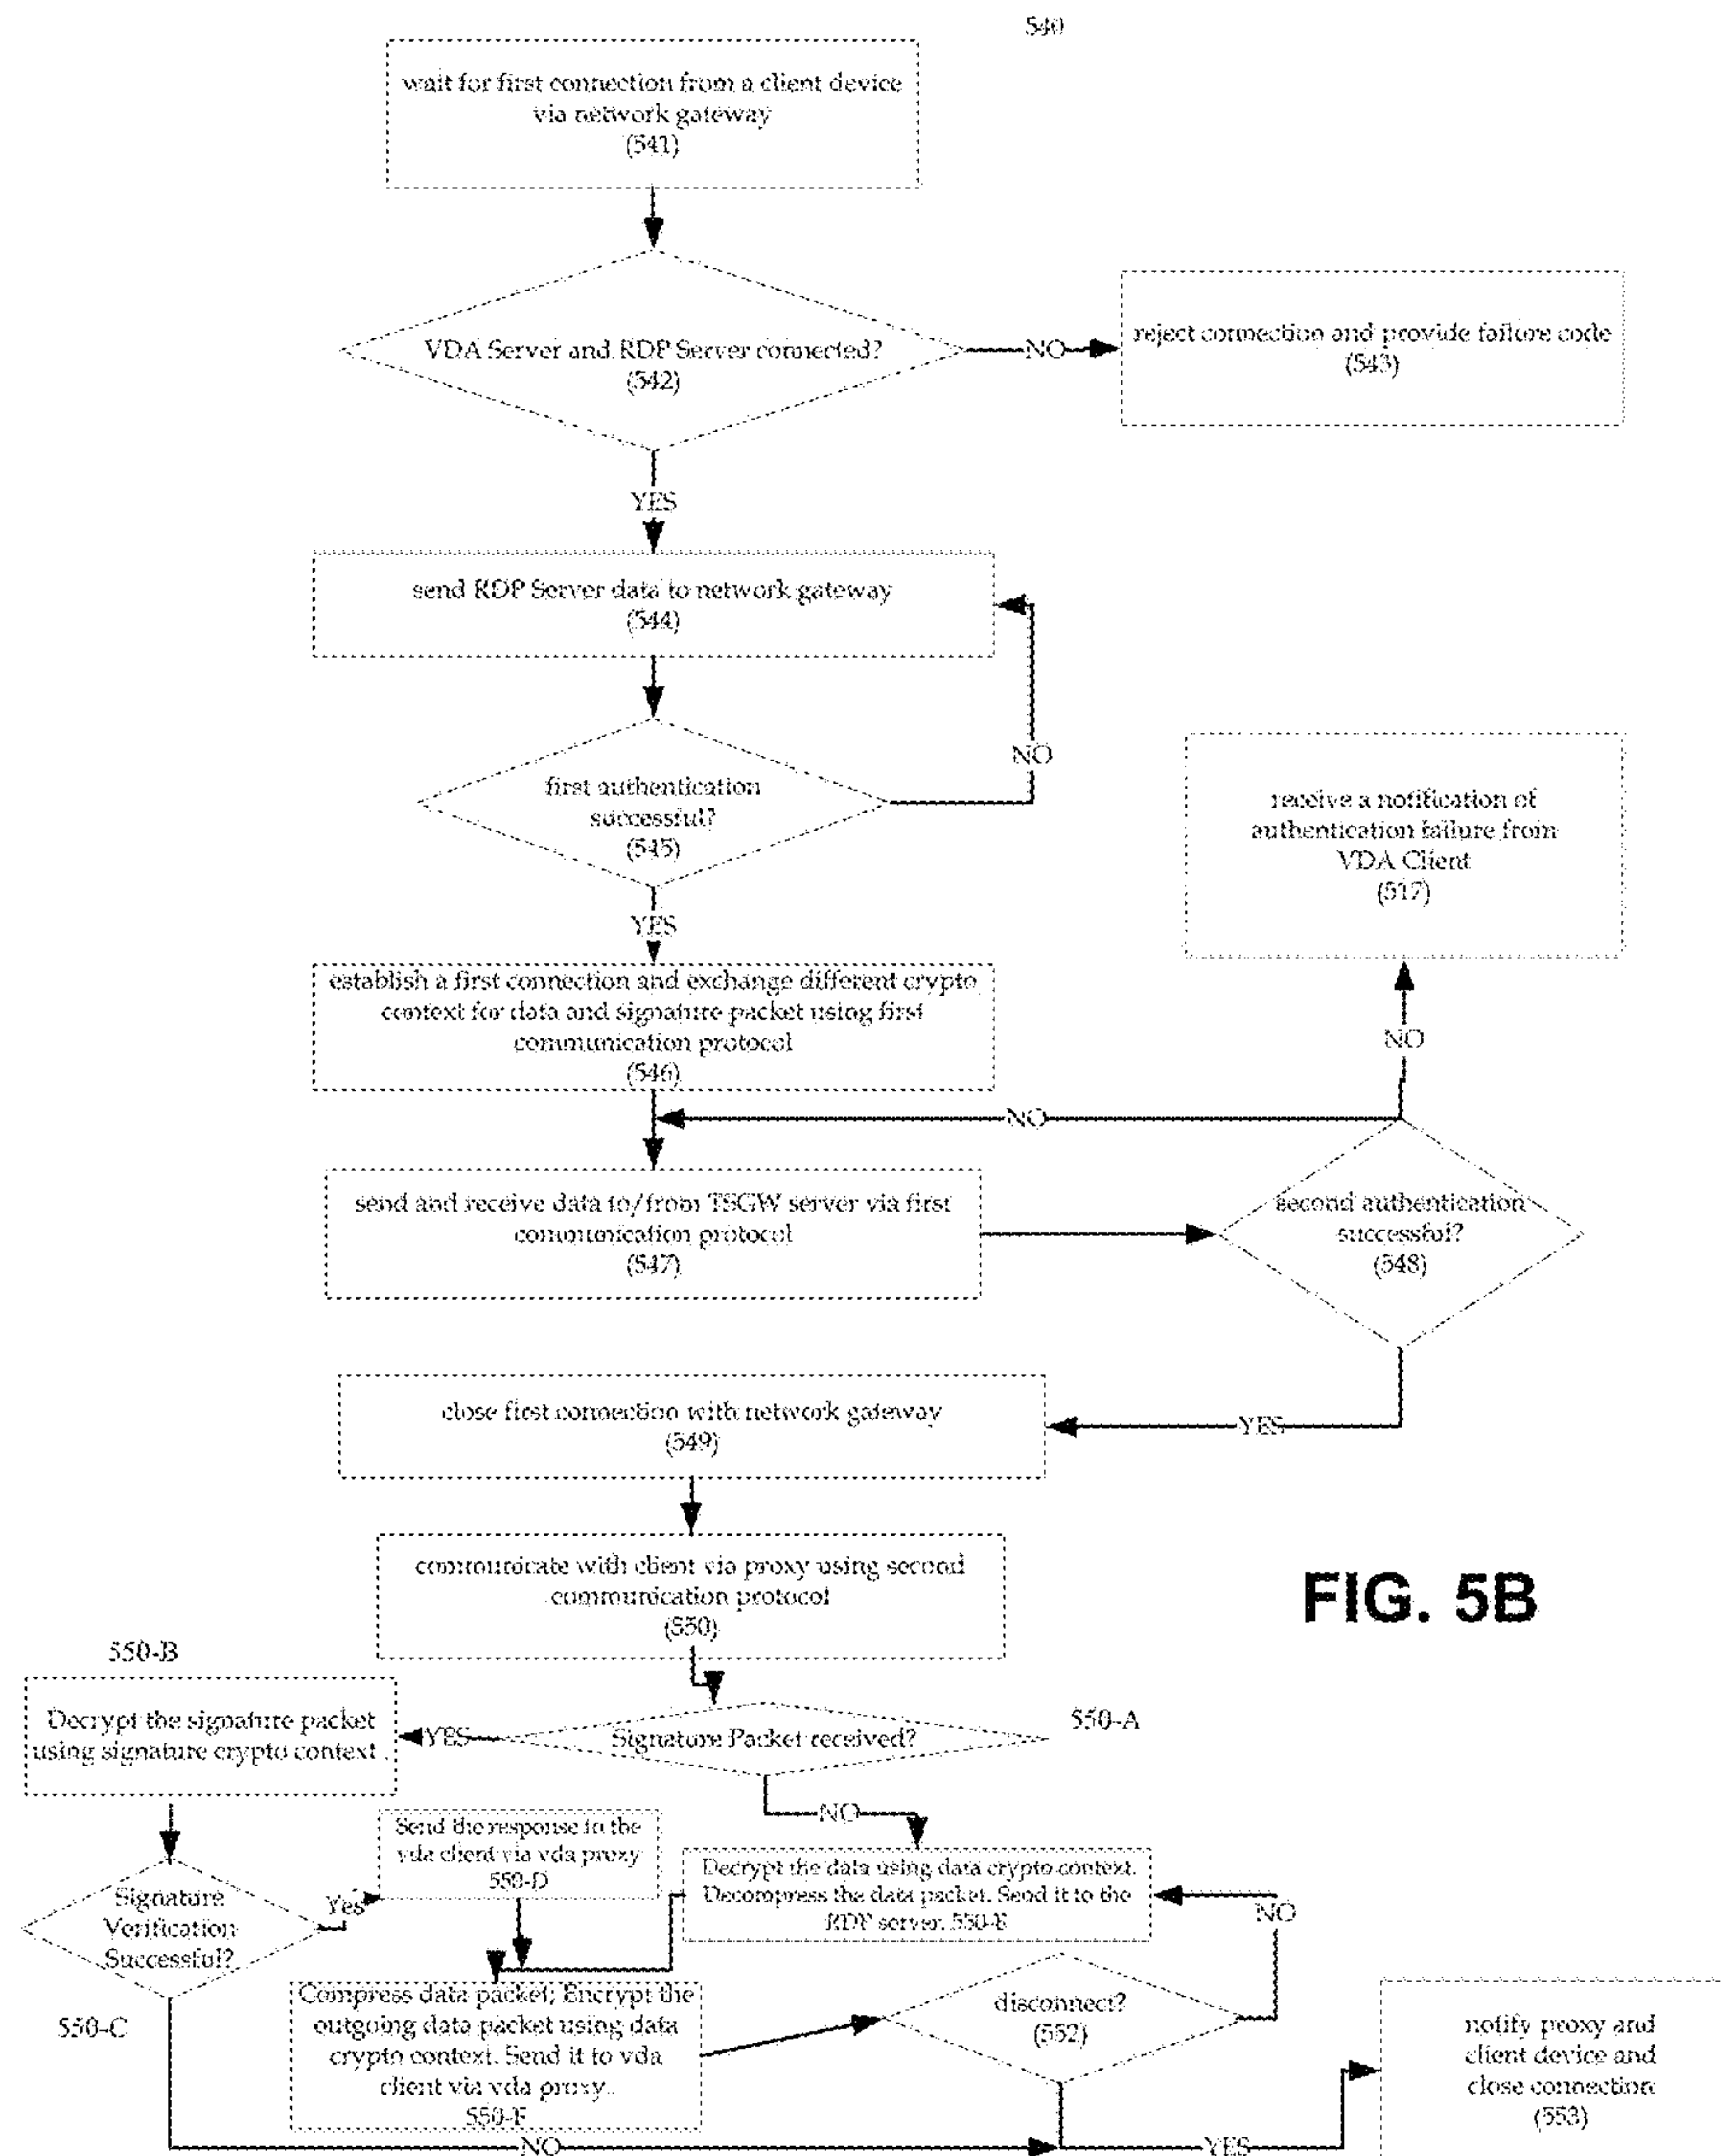 540
wait for first connection from a client device
via network gateway
(541)
VDA Server and RDP Server connected?
(542)
NO
reject connection and provide failure code
(543)
YES
send RDP Server data to network gateway
(544)
NO
first authentication
successful?
(545)
receive a notification of
authentication failure from
VDA Client
(517)
YES
establish a first connection and exchange different crypto
context for data and signature packet using first
communication protocol
(546)
NO
NO
send and receive data to/from TSGW server via first
communication protocol
(547)
second authentication
successful?
(548)
close first connection with network gateway
(549)
YES
communicate with client via proxy using second
communication protocol
(550)
FIG. 5B
550-B
Decrypt the signature packet
using signature crypto context .
YES
Signature Packet received?
550-A
NO
Send the response to the
vda client via vda proxy
550-D
Decrypt the data using data crypto context.
Decompress the data packet. Send it to the
RDP server. 550-E
Signature
Verification
Successful?
Yes
NO
550-C
Compress data packet; Encrypt the
outgoing data packet using data
crypto context. Send it to vda
client via vda proxy.
550-F
disconnect?
(552)
notify proxy and
client device and
close connection
(553)
NO
YES